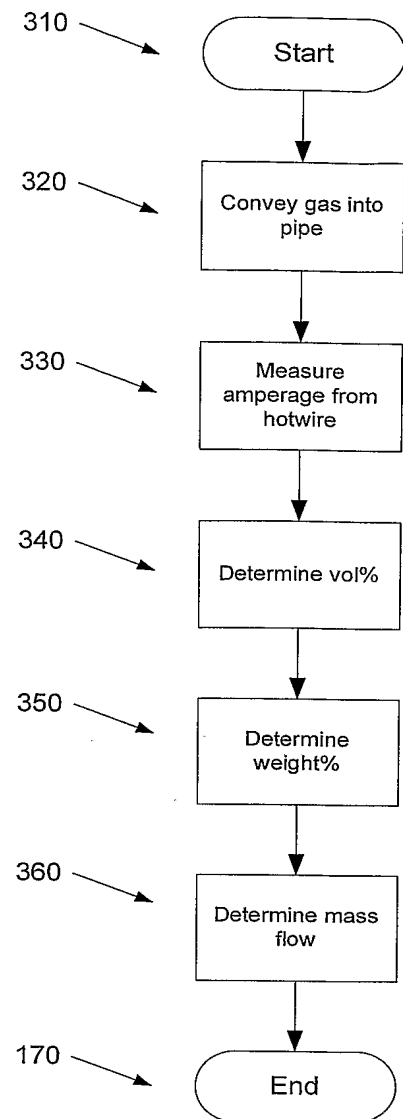 310
Start
320
Convey gas into
pipe
330
Measure
amperage from
hotwire
340
Determine vol%
350
Determine
weight%
360
Determine mass
flow
170
End